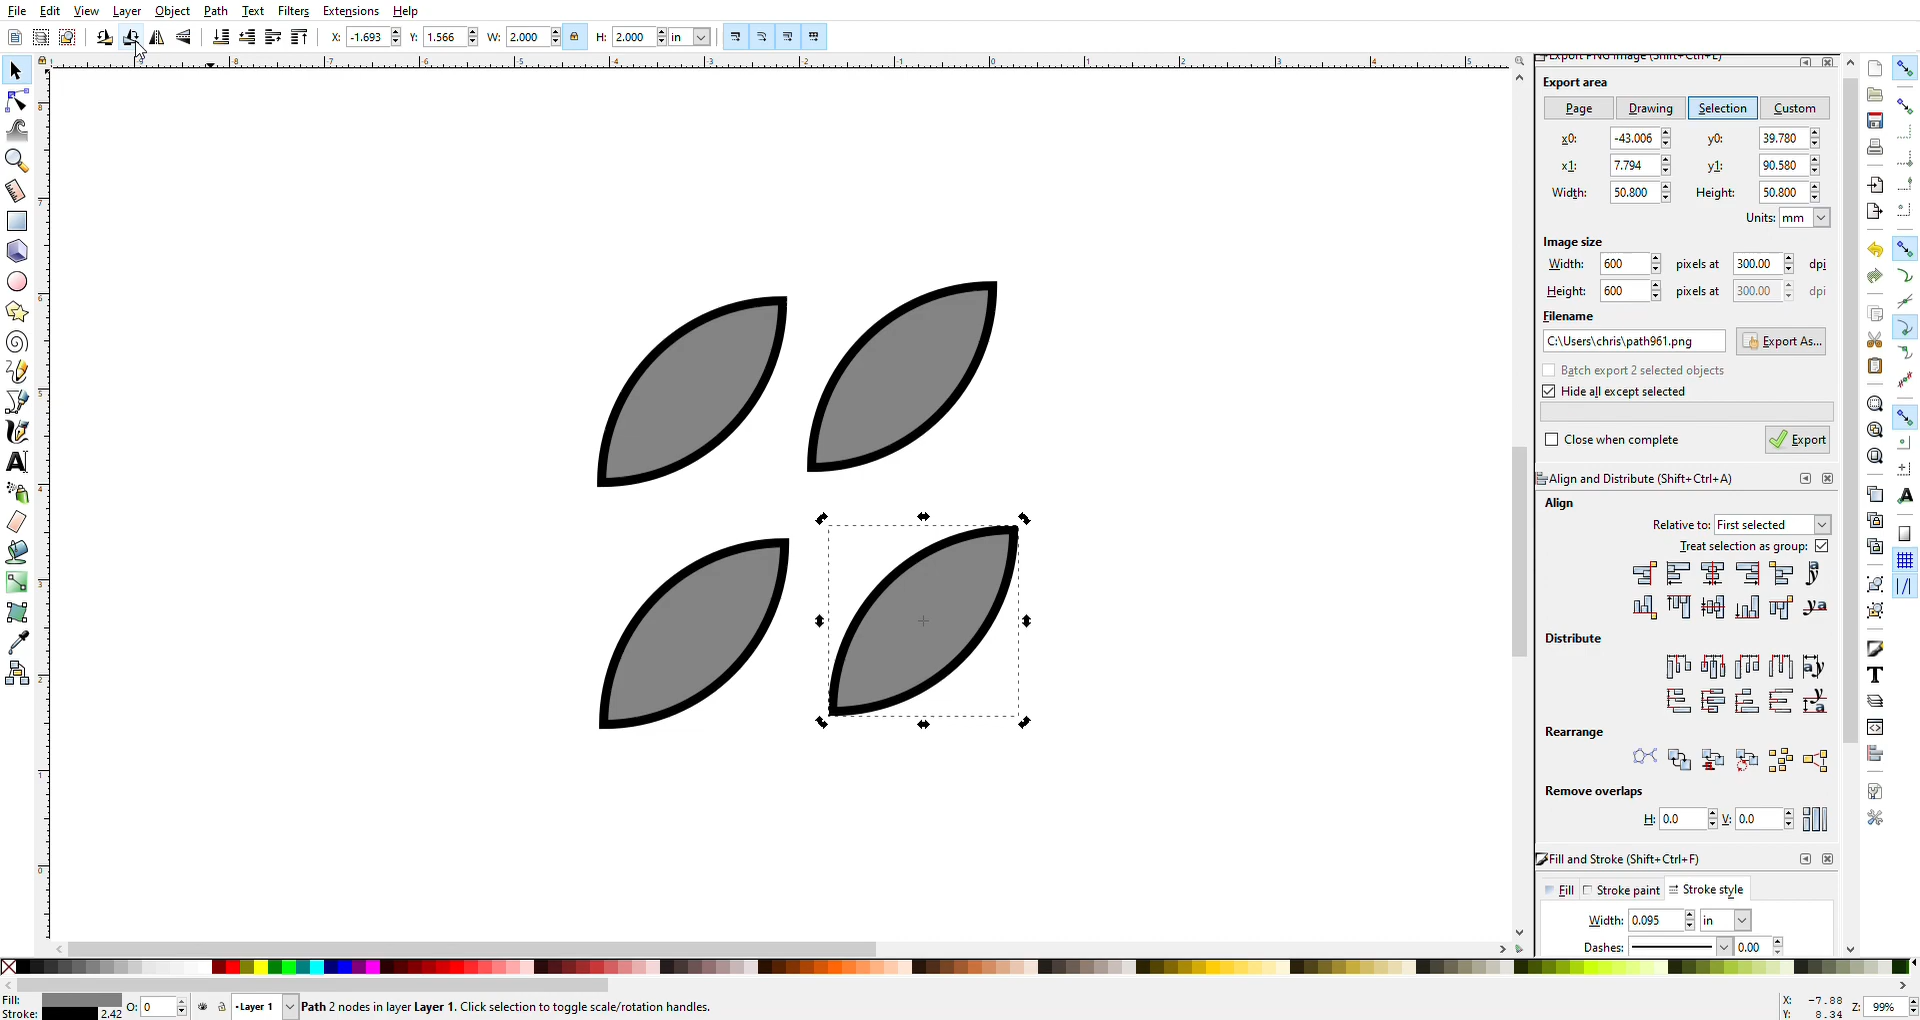 File Edit View Layer Object Path Text Filters Extensions Help
X: -1.693 Y: 1.566 W: 2.000 H: 2.000 in
Export PNG Image (Shift+Ctrl+E)
Export area
Page Drawing Selection Custom
x0: -43.006 y0: 39.780
x1: 7.794 y1: 90.580
Width: 50.800 Height: 50.800
Units: mm
Image size
Width: 600 pixels at 300.00 dpi
Height: 600 pixels at 300.00 dpi
Filename
C:\Users\chris\path961.png Export As...
Batch export 2 selected objects
Hide all except selected
Close when complete Export
Align and Distribute (Shift+Ctrl+A)
Align
Relative to: First selected
Treat selection as group:
Distribute
Rearrange
Remove overlaps
H: 0.0 V: 0.0
Fill and Stroke (Shift+Ctrl+F)
Fill Stroke paint Stroke style
Width: 0.095 in
Dashes: 0.00
Fill:
Stroke: 2.42 O: 0 •Layer 1 Path 2 nodes in layer Layer 1. Click selection to toggle scale/rotation handles.
X: -7.88
Y: 8.34
Z: 99%